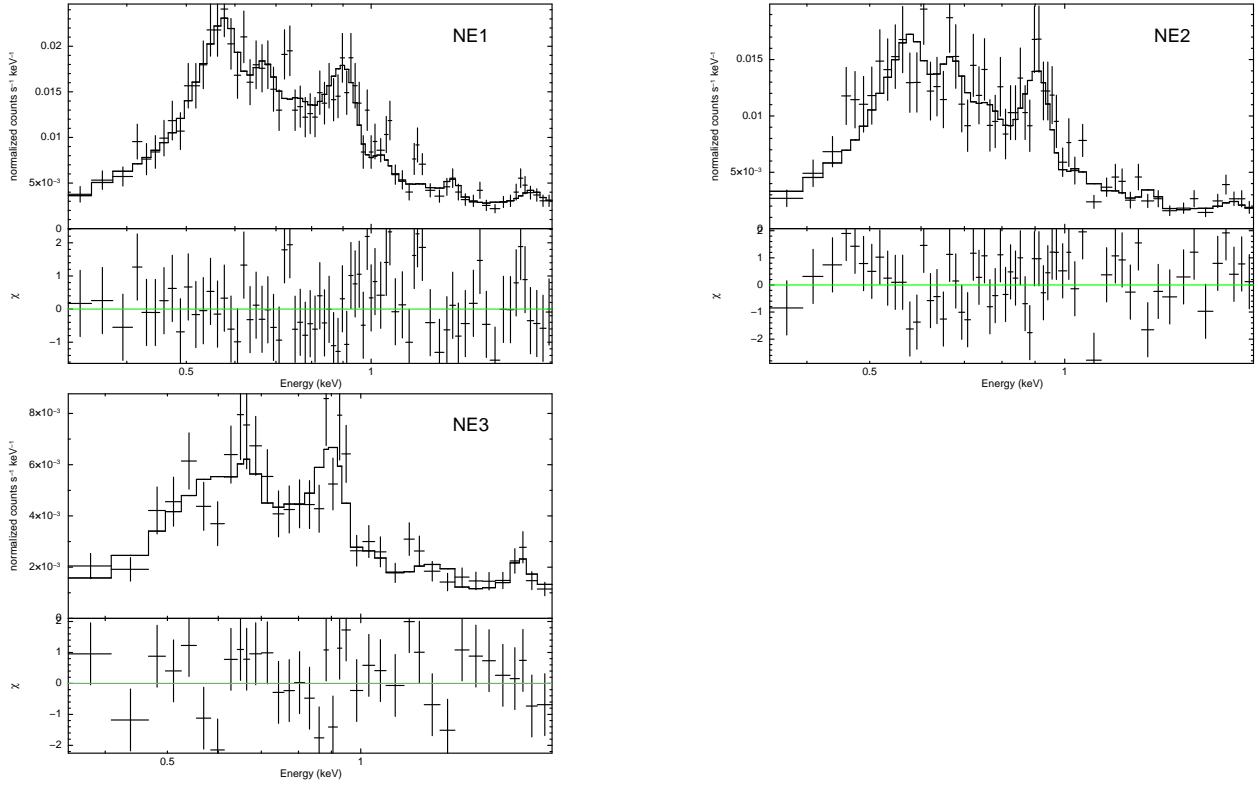 NE1
normalized counts s⁻¹ keV⁻¹
0.02
0.015
0.01
5×10⁻³
0
χ
2
1
0
−1
0.5 1
Energy (keV)
NE2
normalized counts s⁻¹ keV⁻¹
0.015
0.01
5×10⁻³
0
χ
2
1
0
−1
−2
0.5 1
Energy (keV)
NE3
normalized counts s⁻¹ keV⁻¹
8×10⁻³
6×10⁻³
4×10⁻³
2×10⁻³
0
χ
2
1
0
−1
−2
0.5 1
Energy (keV)